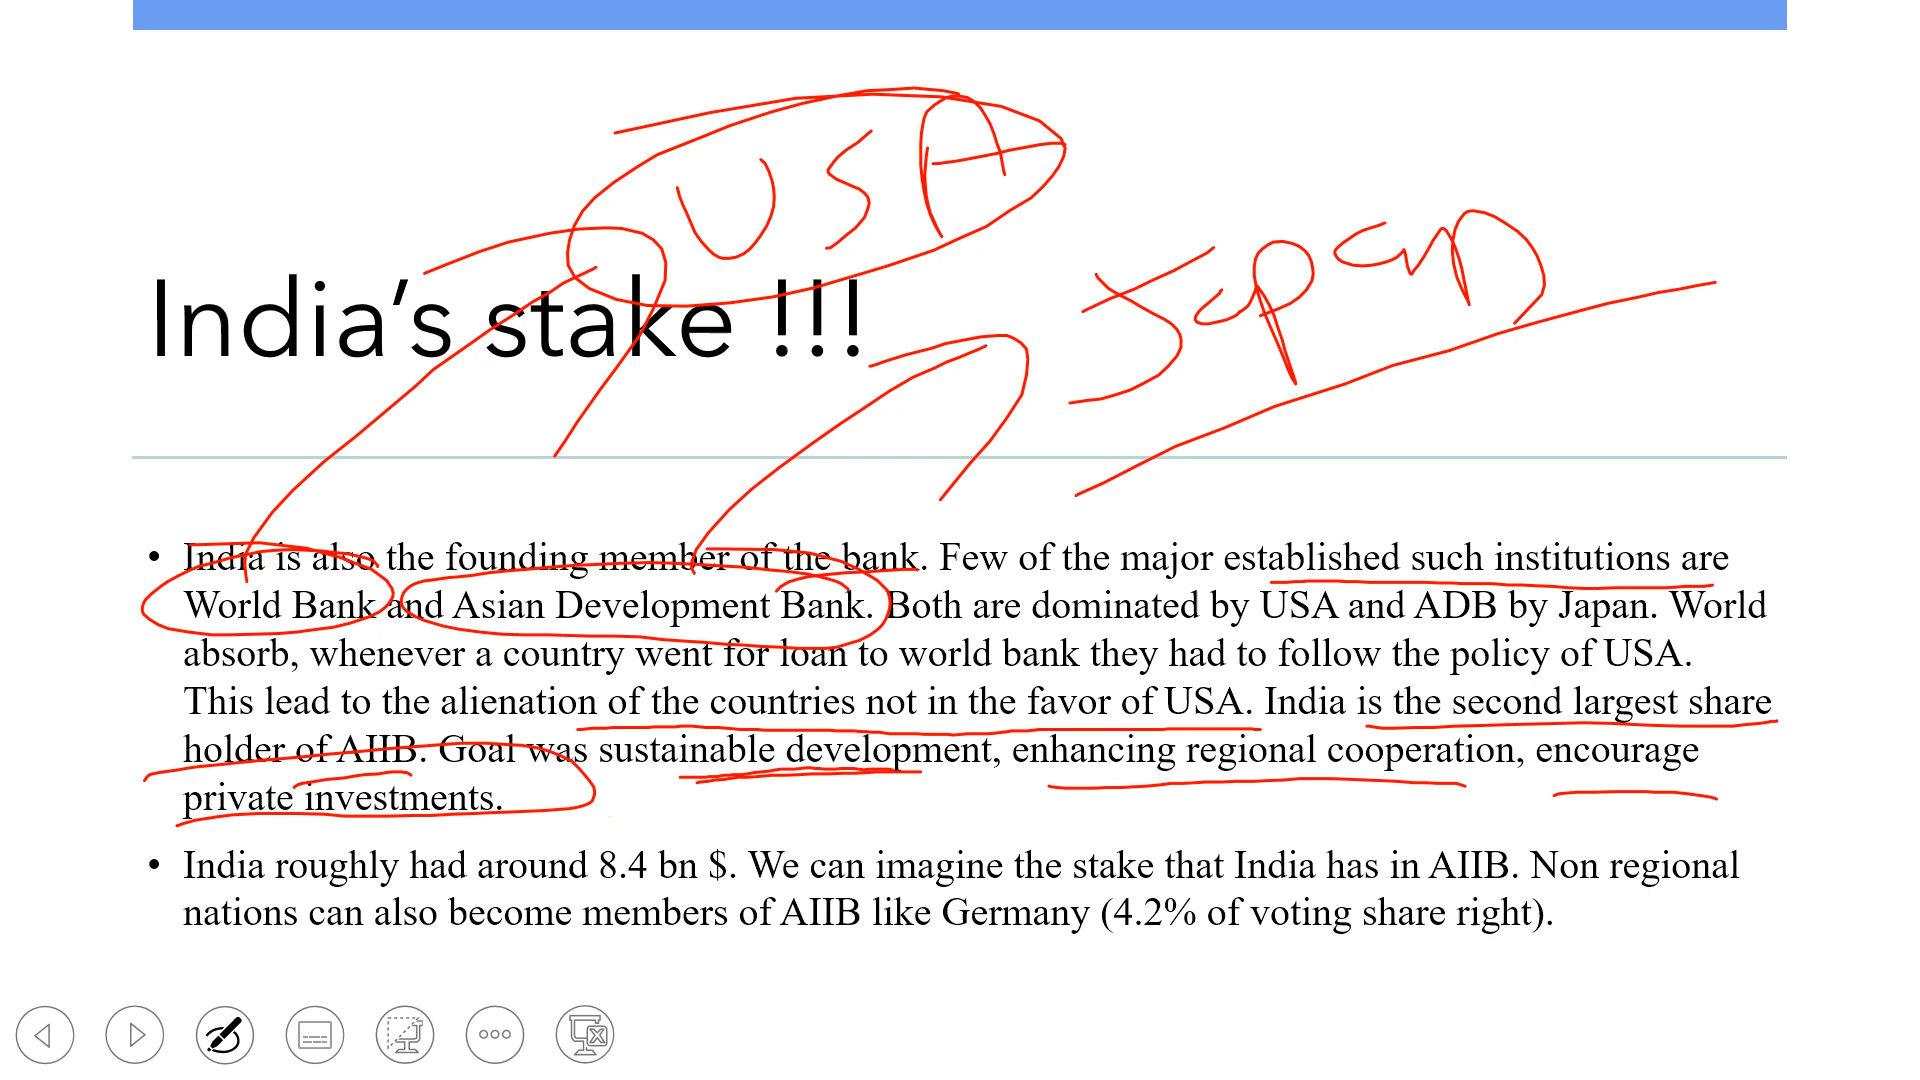 USA
Japan
India’s stake !!!
• India is also the founding member of the bank. Few of the major established such institutions are
World Bank and Asian Development Bank. Both are dominated by USA and ADB by Japan. World
absorb, whenever a country went for loan to world bank they had to follow the policy of USA.
This lead to the alienation of the countries not in the favor of USA. India is the second largest share
holder of AIIB. Goal was sustainable development, enhancing regional cooperation, encourage
private investments.
• India roughly had around 8.4 bn $. We can imagine the stake that India has in AIIB. Non regional
nations can also become members of AIIB like Germany (4.2% of voting share right).